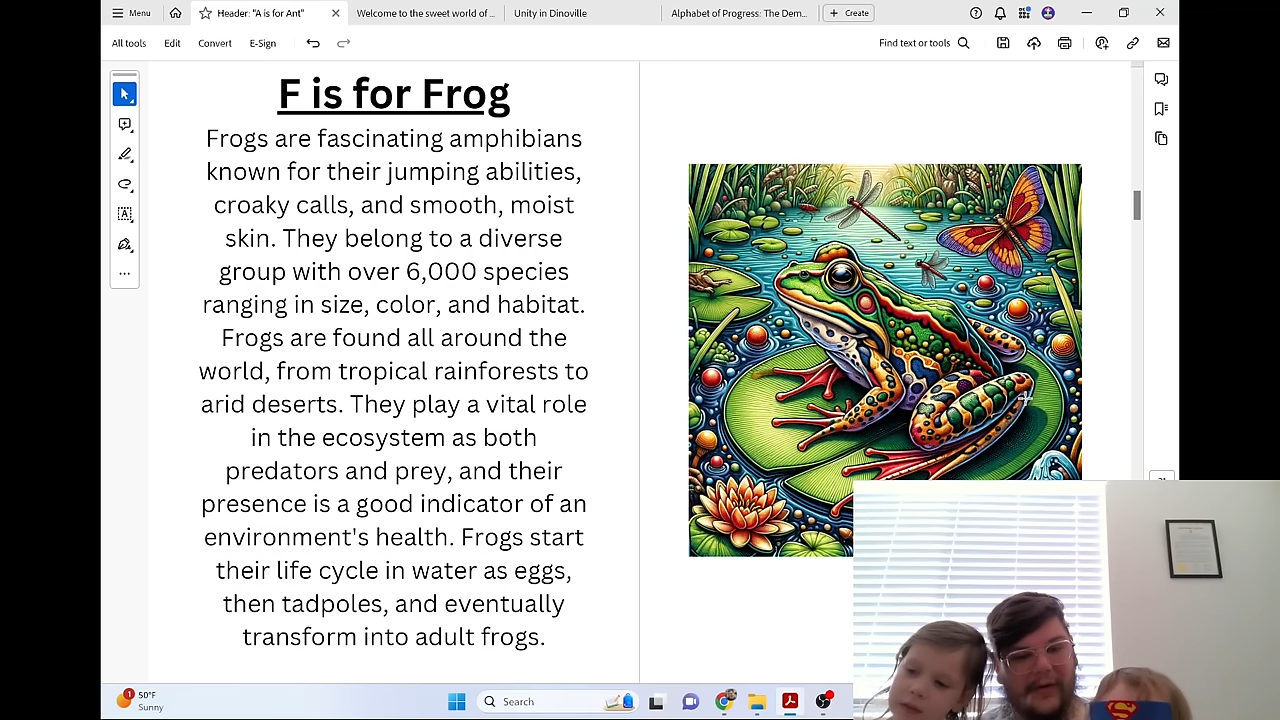 Menu
Header: "A is for Ant"
Welcome to the sweet world of ...
Unity in Dinoville
Alphabet of Progress: The Dem...
Create
All tools
Edit
Convert
E-Sign
Find text or tools
F is for Frog
Frogs are fascinating amphibians
known for their jumping abilities,
croaky calls, and smooth, moist
skin. They belong to a diverse
group with over 6,000 species
ranging in size, color, and habitat.
Frogs are found all around the
world, from tropical rainforests to
arid deserts. They play a vital role
in the ecosystem as both
predators and prey, and their
presence is a good indicator of an
environment's health. Frogs start
their life cycle in water as eggs,
then tadpoles, and eventually
transform into adult frogs.
1
50°F
Sunny
Search